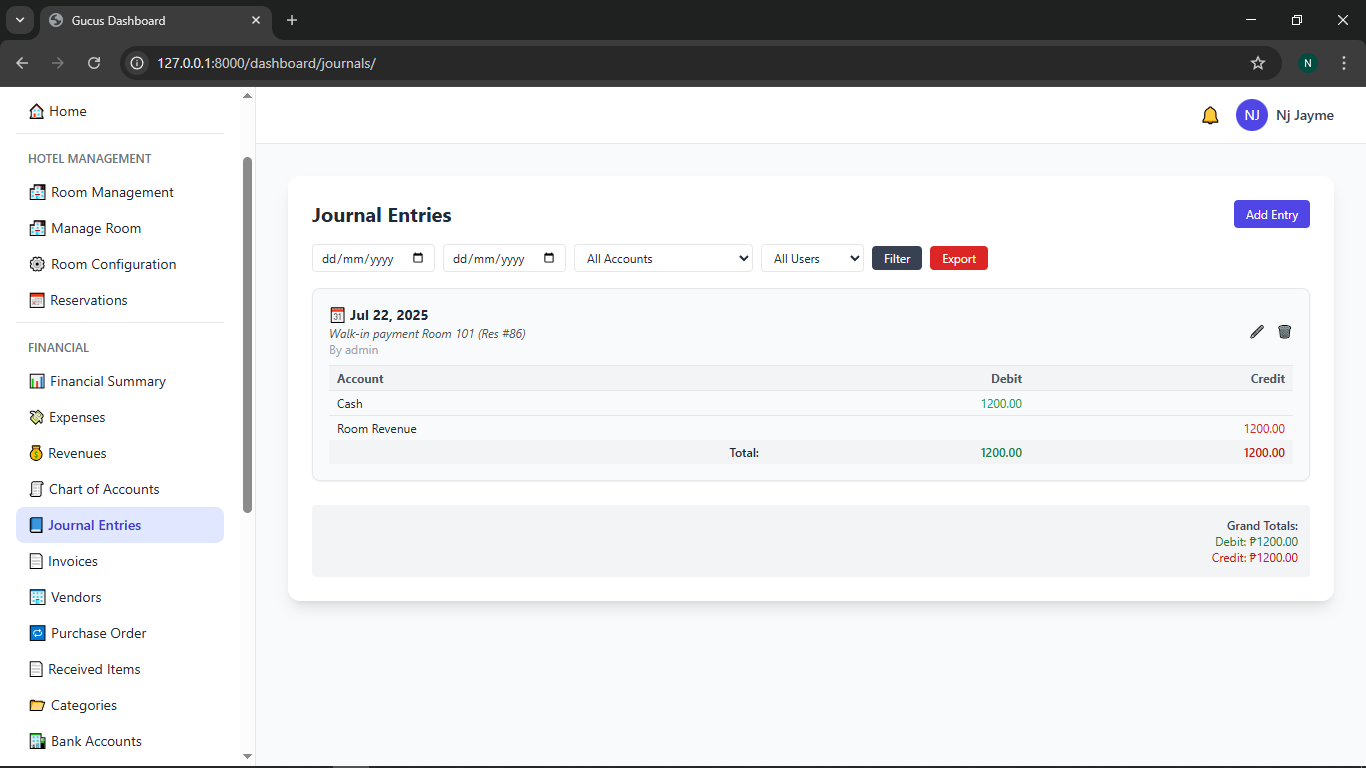 Gucus Dashboard
127.0.0.1:8000/dashboard/journals/
N
Home
HOTEL MANAGEMENT
Room Management
Manage Room
Room Configuration
Reservations
FINANCIAL
Financial Summary
Expenses
Revenues
Chart of Accounts
Journal Entries
Invoices
Vendors
Purchase Order
Received Items
Categories
Bank Accounts
NJ Nj Jayme
Journal Entries
Add Entry
dd/mm/yyyy dd/mm/yyyy All Accounts All Users Filter Export
31 Jul 22, 2025
Walk-in payment Room 101 (Res #86)
By admin
Account Debit Credit
Cash 1200.00
Room Revenue 1200.00
Total: 1200.00 1200.00
Grand Totals:
Debit: ₱1200.00
Credit: ₱1200.00